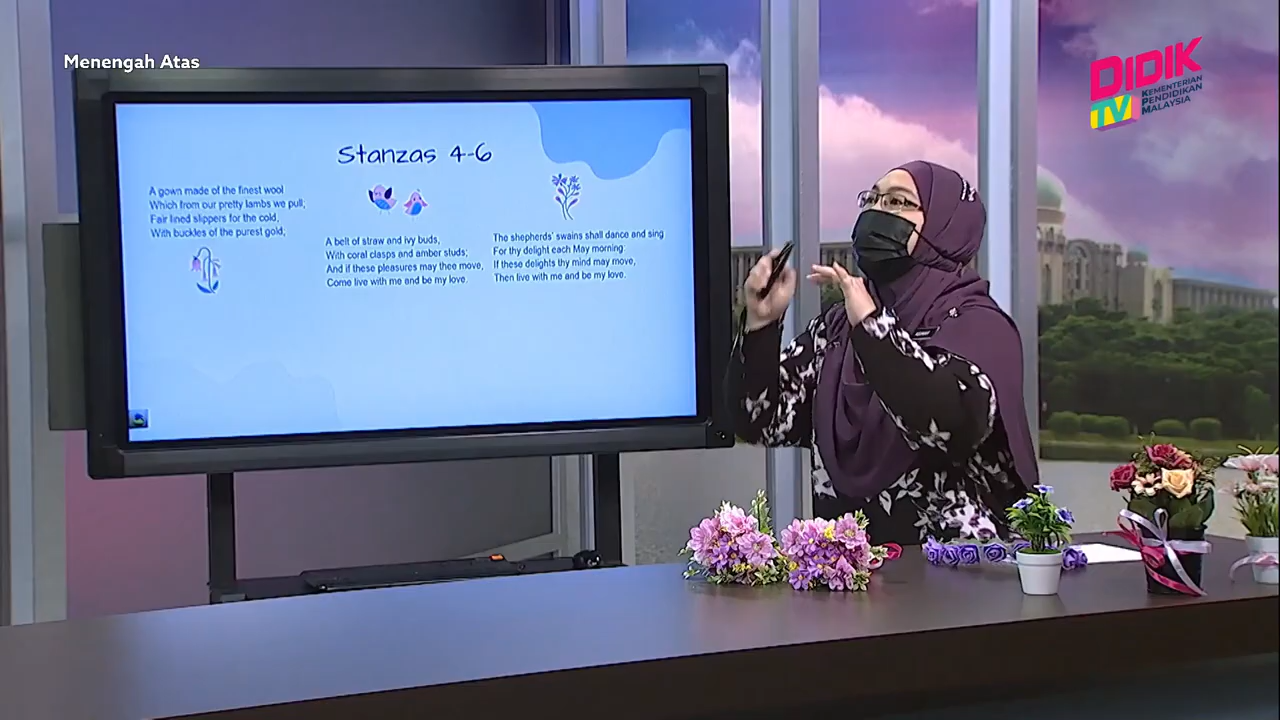 Menengah Atas
DIDIK
TV
KEMENTERIAN
PENDIDIKAN
MALAYSIA
Stanzas 4-6
A gown made of the finest wool
Which from our pretty lambs we pull;
Fair lined slippers for the cold,
With buckles of the purest gold;
A belt of straw and ivy buds,
With coral clasps and amber studs;
And if these pleasures may thee move,
Come live with me and be my love.
The shepherds' swains shall dance and sing
For thy delight each May morning:
If these delights thy mind may move,
Then live with me and be my love.